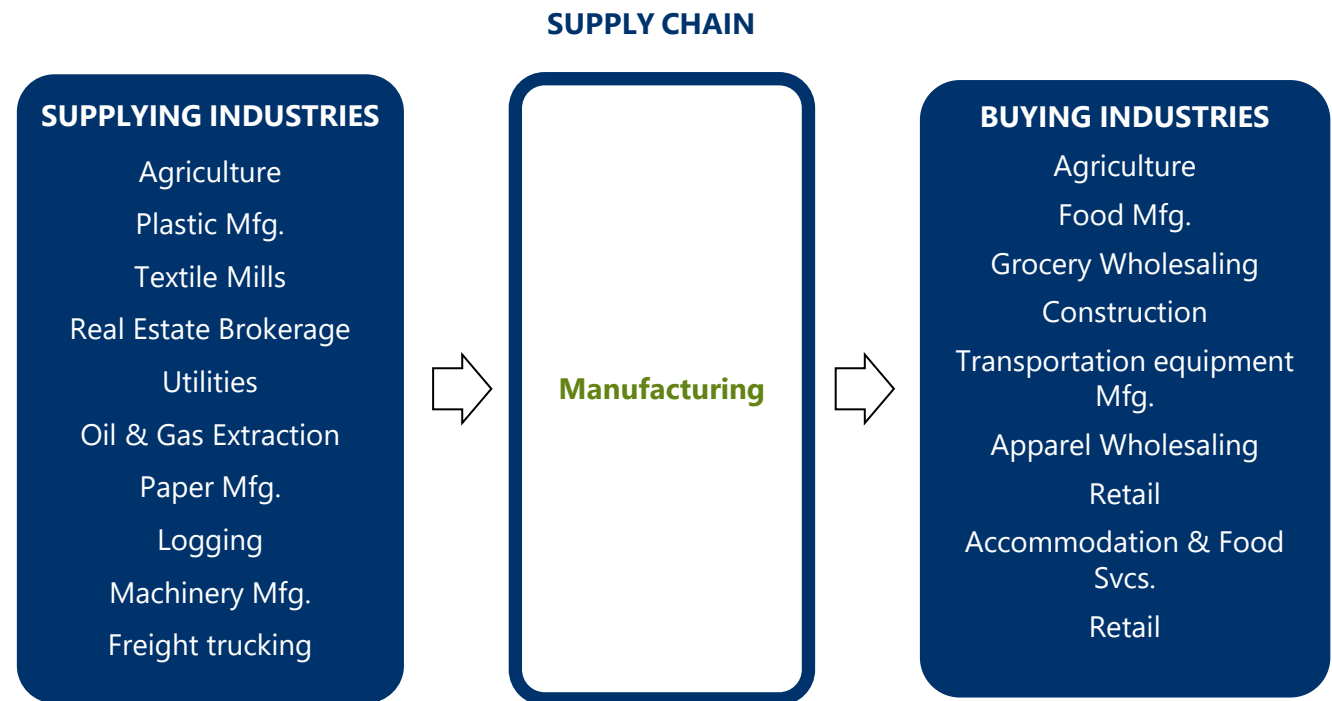 SUPPLY CHAIN
SUPPLYING INDUSTRIES
Agriculture
Plastic Mfg.
Textile Mills
Real Estate Brokerage
Utilities
Oil & Gas Extraction
Paper Mfg.
Logging
Machinery Mfg.
Freight trucking
Manufacturing
BUYING INDUSTRIES
Agriculture
Food Mfg.
Grocery Wholesaling
Construction
Transportation equipment
Mfg.
Apparel Wholesaling
Retail
Accommodation & Food
Svcs.
Retail